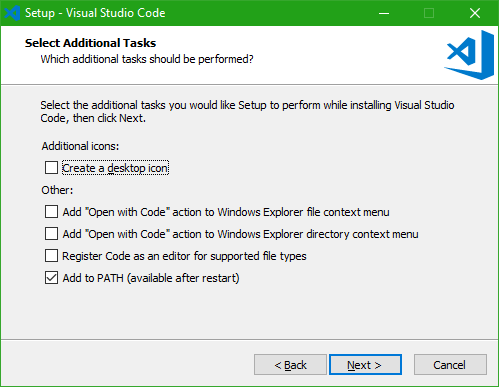 Setup - Visual Studio Code
Select Additional Tasks
Which additional tasks should be performed?
Select the additional tasks you would like Setup to perform while installing Visual Studio
Code, then click Next.
Additional icons:
Create a desktop icon
Other:
Add "Open with Code" action to Windows Explorer file context menu
Add "Open with Code" action to Windows Explorer directory context menu
Register Code as an editor for supported file types
Add to PATH (available after restart)
< Back Next > Cancel